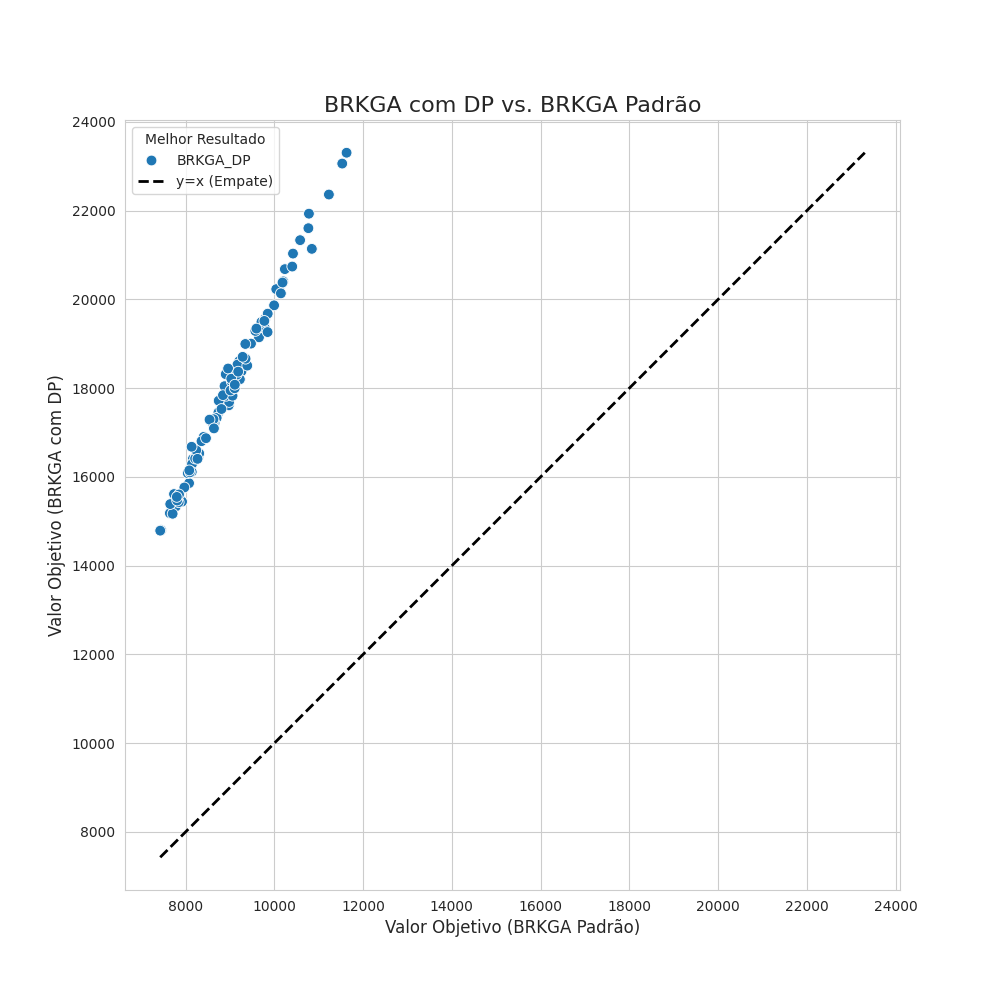 BRKGA com DP vs. BRKGA Padrão
Melhor Resultado
BRKGA_DP
y=x (Empate)
Valor Objetivo (BRKGA com DP)
24000
22000
20000
18000
16000
14000
12000
10000
8000
8000 10000 12000 14000 16000 18000 20000 22000 24000
Valor Objetivo (BRKGA Padrão)